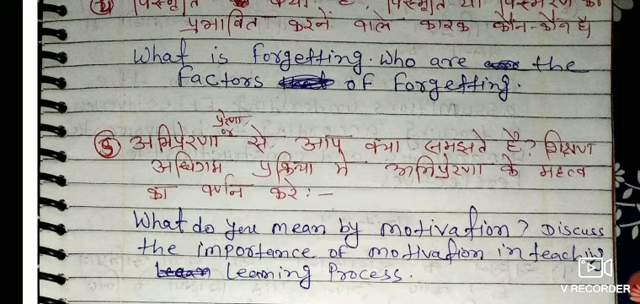 ④ विस्मृति क्या है विस्मृति या विस्मरण को
प्रभावित करने वाले कारक कौन-कौन है।
What is forgetting. Who are the
factors of forgetting.
प्रेरणा
⑤ अभिप्रेरणा से आप क्या समझते है? शिक्षण
अधिगम प्रक्रिया मे अभिप्रेरणा के महत्व
का वर्णन करे:-
What do you mean by motivation? Discuss
the importance of motivation in teaching
Learning Process.
V RECORDER